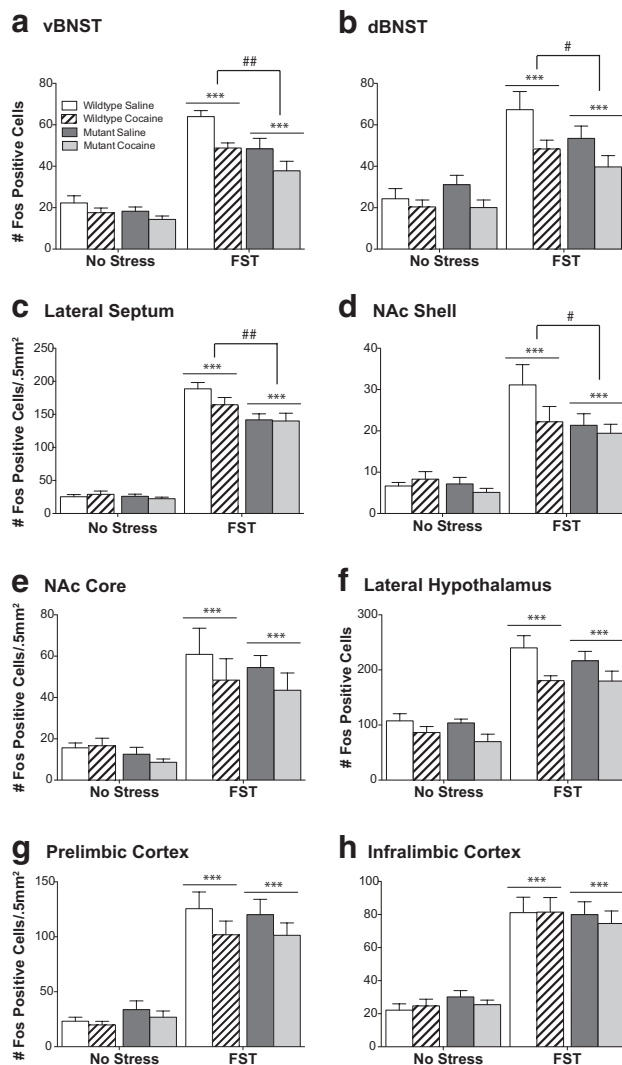 a vBNST
# Fos Positive Cells
80
60
40
20
0
Wildtype Saline
Wildtype Cocaine
Mutant Saline
Mutant Cocaine
##
***
***
No Stress
FST
b dBNST
80
60
40
20
0
#
***
***
No Stress
FST
c Lateral Septum
# Fos Positive Cells/.5mm²
250
200
150
100
50
0
##
***
***
No Stress
FST
d NAc Shell
40
30
20
10
0
#
***
***
No Stress
FST
e NAc Core
# Fos Positive Cells/.5mm²
80
60
40
20
0
***
***
No Stress
FST
f Lateral Hypothalamus
# Fos Positive Cells
300
200
100
0
***
***
No Stress
FST
g Prelimbic Cortex
# Fos Positive Cells/.5mm²
150
100
50
0
***
***
No Stress
FST
h Infralimbic Cortex
100
80
60
40
20
0
***
***
No Stress
FST